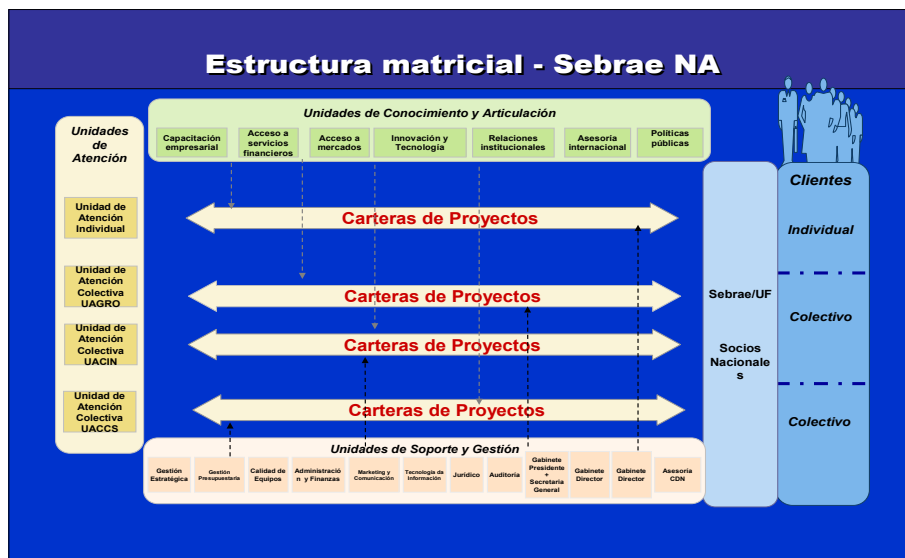 Estructura matricial - Sebrae NA
Unidades
de
Atención
Unidades de Conocimiento y Articulación
Capacitación
empresarial
Acceso a
servicios
financieros
Acceso a
mercados
Innovación y
Tecnología
Relaciones
institucionales
Asesoria
internacional
Políticas
públicas
Unidad de
Atención
Individual
Unidad de
Atención
Colectiva
UAGRO
Unidad de
Atención
Colectiva
UACIN
Unidad de
Atención
Colectiva
UACCS
Carteras de Proyectos
Carteras de Proyectos
Carteras de Proyectos
Carteras de Proyectos
Sebrae/UF
Socios
Nacionale
s
Clientes
Individual
Colectivo
Colectivo
Unidades de Soporte y Gestión
Gestión
Estratégica
Gestión
Presupuestaria
Calidad de
Equipos
Administració
n y Finanzas
Marketing y
Comunicación
Tecnología da
Información
Jurídico
Auditoría
Gabinete
Presidente
+
Secretaría
General
Gabinete
Director
Gabinete
Director
Asesoría
CDN